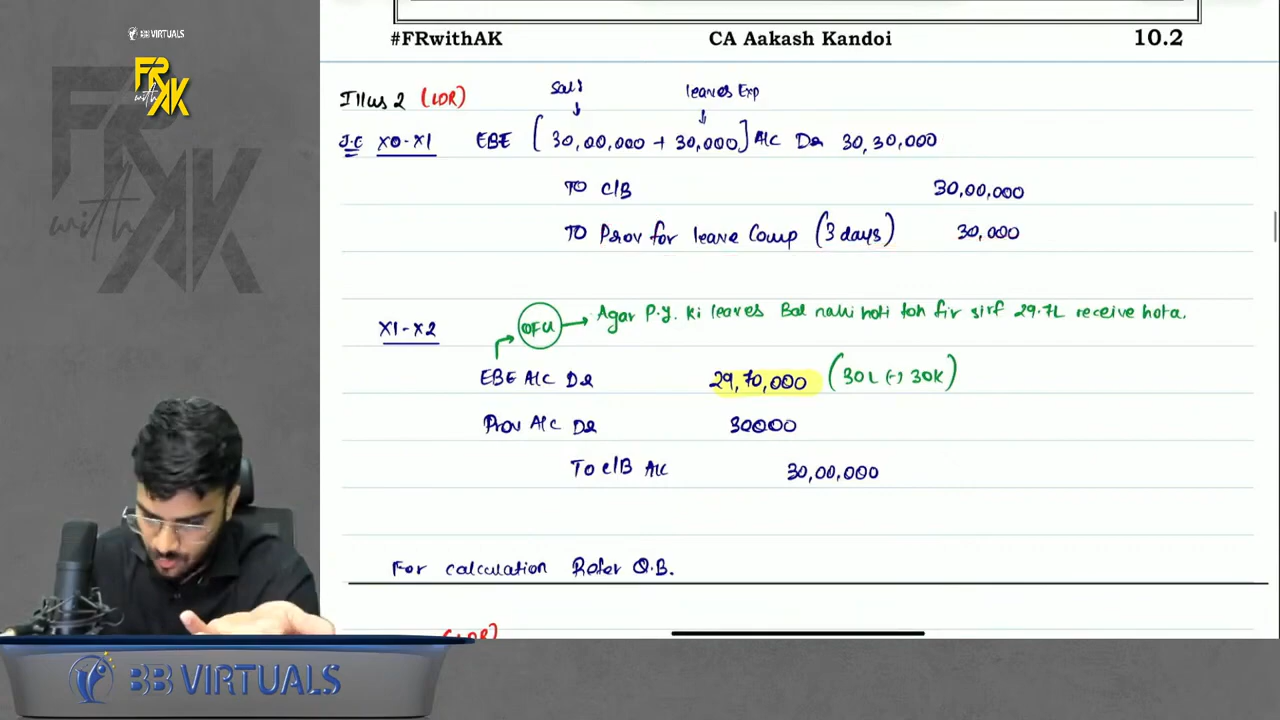 BB VIRTUALS
FR
with
AK
#FRwithAK CA Aakash Kandoi 10.2
Illus 2 (LDR)
leaves Exp
J.E X0-X1 EBE [30,00,000 + 30,000] A/C Dr 30,30,000
TO C/B 30,00,000
TO Prov for leave Comp (3 days) 30,000
X1-X2
DFU → Agar P.Y. ki leaves Bal nahi hoti toh fir sirf 29.7L receive hota.
EBE A/C Dr 29,70,000 (30L (-) 30K)
Prov A/C Dr 30000
To C/B A/C 30,00,000
For calculation Refer Q.B.
(LDR)
BB VIRTUALS